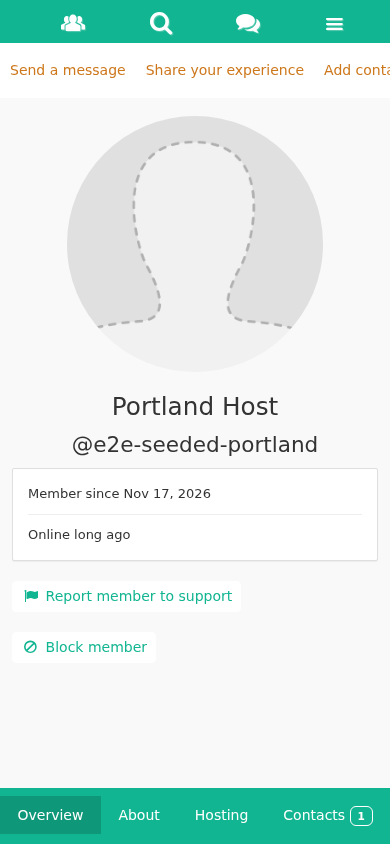 Send a message Share your experience Add conta
Portland Host
@e2e-seeded-portland
Member since Nov 17, 2026
Online long ago
Report member to support
Block member
Overview About Hosting Contacts 1